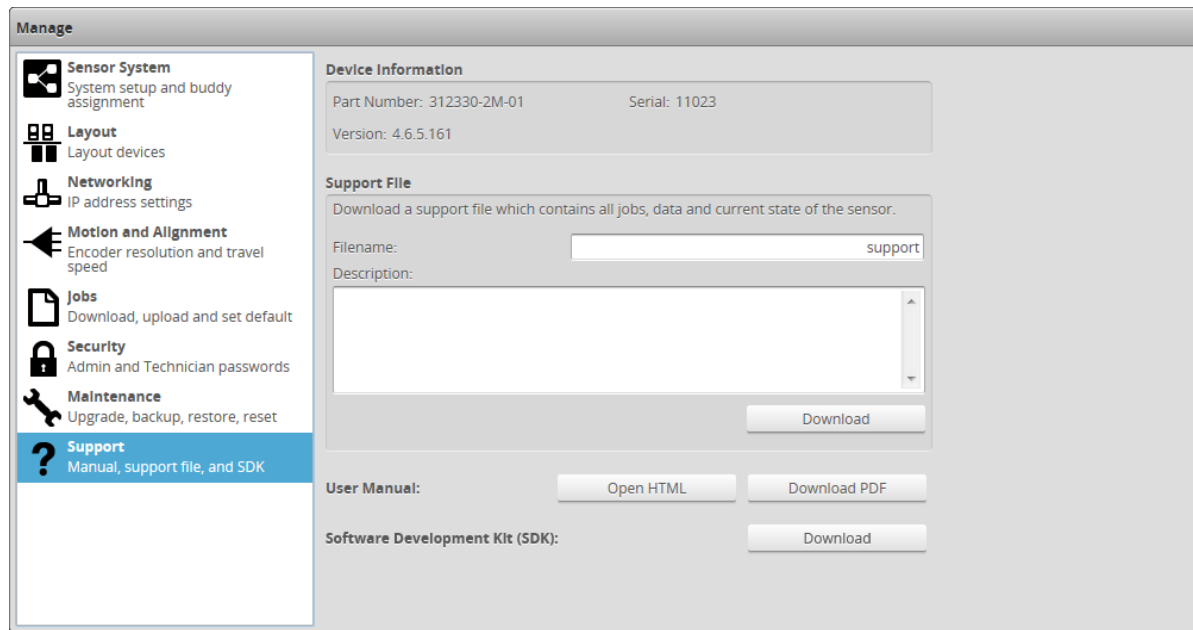 Manage
Sensor System
System setup and buddy
assignment
Layout
Layout devices
Networking
IP address settings
Motion and Alignment
Encoder resolution and travel
speed
Jobs
Download, upload and set default
Security
Admin and Technician passwords
Maintenance
Upgrade, backup, restore, reset
Support
Manual, support file, and SDK
Device Information
Part Number: 312330-2M-01 Serial: 11023
Version: 4.6.5.161
Support File
Download a support file which contains all jobs, data and current state of the sensor.
Filename: support
Description:
Download
User Manual: Open HTML Download PDF
Software Development Kit (SDK): Download